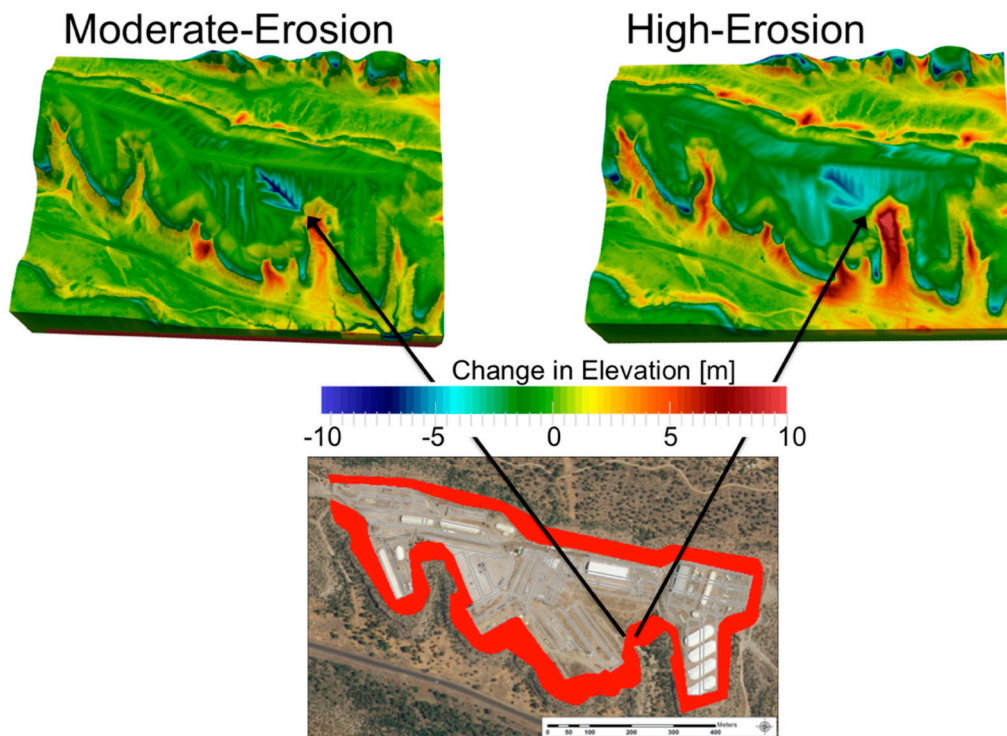 Moderate-Erosion
High-Erosion
Change in Elevation [m]
-10 -5 0 5 10
Meters
0 50 100 200 300 400